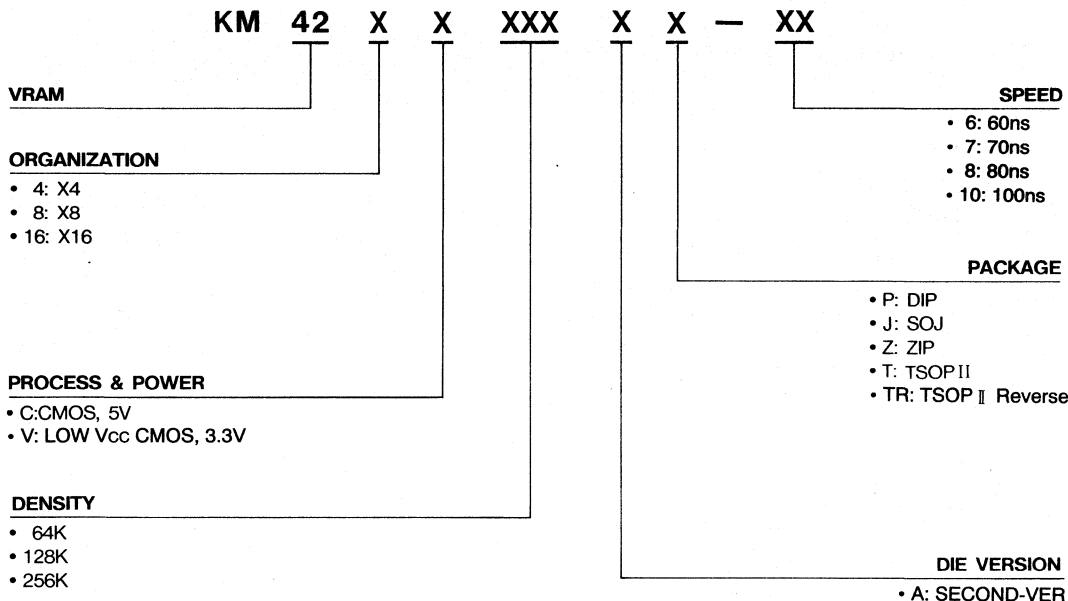 KM 42 X X XXX X X — XX
VRAM
ORGANIZATION
• 4: X4
• 8: X8
• 16: X16
PROCESS & POWER
• C:CMOS, 5V
• V: LOW Vcc CMOS, 3.3V
DENSITY
• 64K
• 128K
• 256K
SPEED
• 6: 60ns
• 7: 70ns
• 8: 80ns
• 10: 100ns
PACKAGE
• P: DIP
• J: SOJ
• Z: ZIP
• T: TSOP II
• TR: TSOP II Reverse
DIE VERSION
• A: SECOND-VER